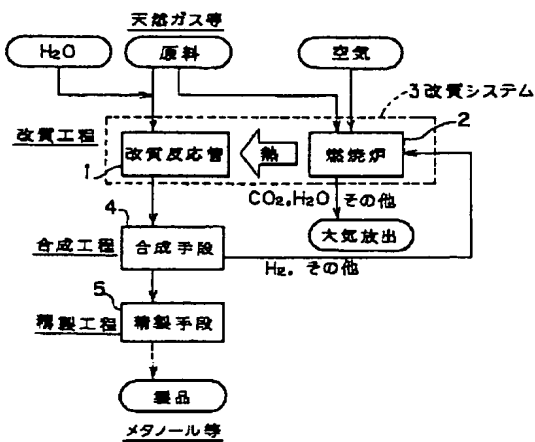 天然ガス等
H₂O
原料
空気
3改質システム
改質工程
改質反応管
熱
燃焼炉
2
1
CO₂.H₂O その他
大気放出
4
合成工程
合成手段
H₂. その他
5
精製工程
精製手段
製品
メタノール等